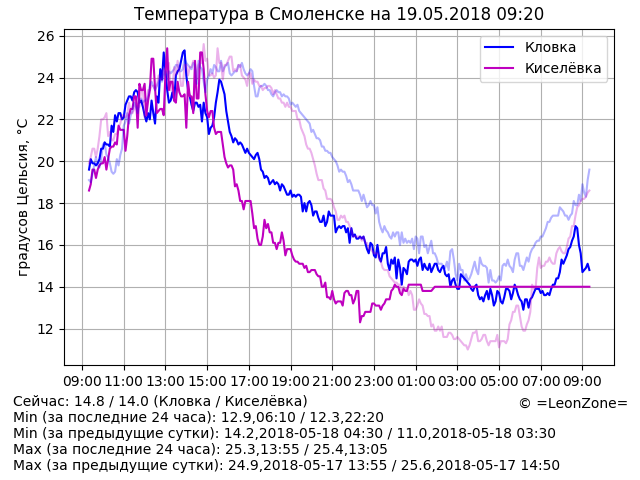 Температура в Смоленске на 19.05.2018 09:20
Кловка
Киселёвка
градусов Цельсия, °C
26
24
22
20
18
16
14
12
09:00 11:00 13:00 15:00 17:00 19:00 21:00 23:00 01:00 03:00 05:00 07:00 09:00
Сейчас: 14.8 / 14.0 (Кловка / Киселёвка)
© =LeonZone=
Min (за последние 24 часа): 12.9,06:10 / 12.3,22:20
Min (за предыдущие сутки): 14.2,2018-05-18 04:30 / 11.0,2018-05-18 03:30
Max (за последние 24 часа): 25.3,13:55 / 25.4,13:05
Max (за предыдущие сутки): 24.9,2018-05-17 13:55 / 25.6,2018-05-17 14:50